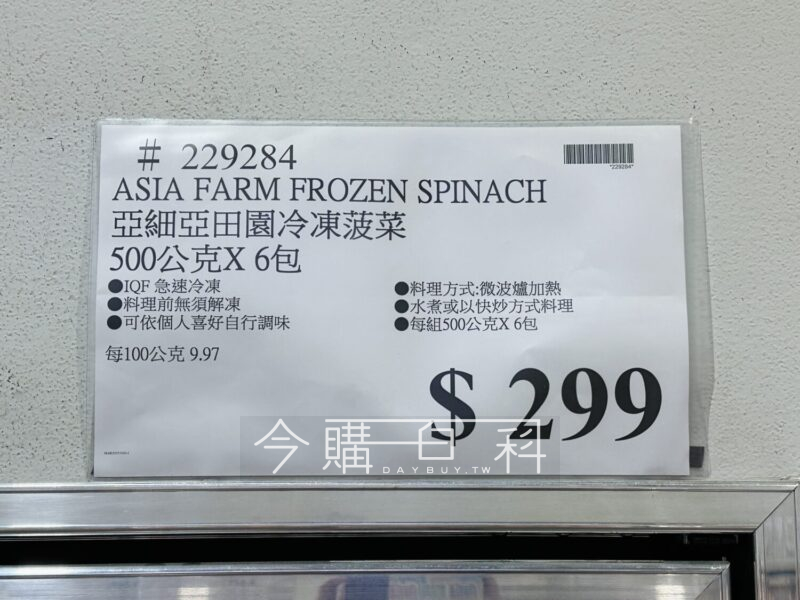 # 229284
*229284*
ASIA FARM FROZEN SPINACH
亞細亞田園冷凍菠菜
500公克X 6包
●IQF 急速冷凍
●料理前無須解凍
●可依個人喜好自行調味
●料理方式:微波爐加熱
●水煮或以快炒方式料理
●每組500公克X 6包
每100公克 9.97
$ 299
今購百科
DAYBUY.TW